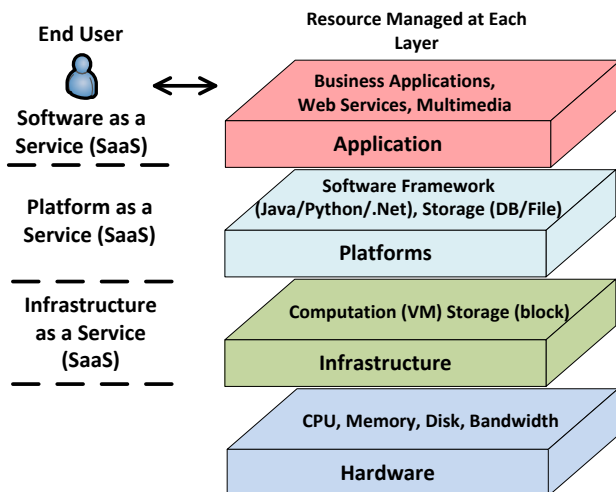 End User
Software as a
Service (SaaS)
Platform as a
Service (SaaS)
Infrastructure
as a Service
(SaaS)
Resource Managed at Each
Layer
Business Applications,
Web Services, Multimedia
Application
Software Framework
(Java/Python/.Net), Storage (DB/File)
Platforms
Computation (VM) Storage (block)
Infrastructure
CPU, Memory, Disk, Bandwidth
Hardware